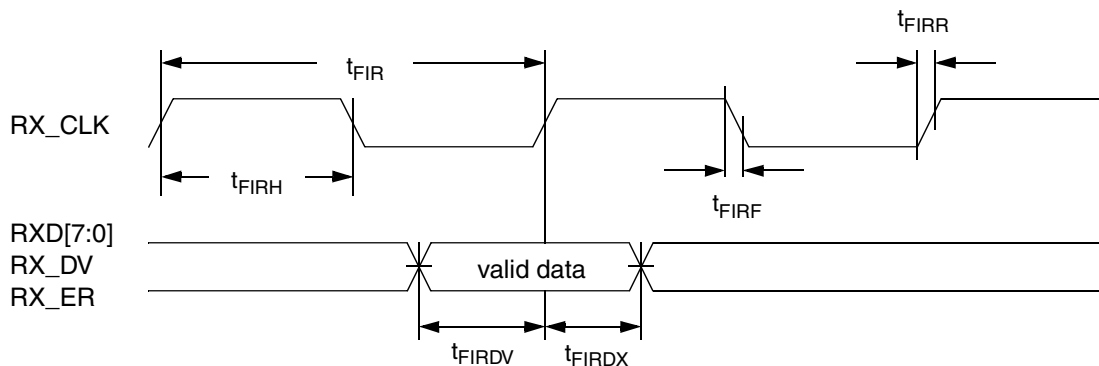 tFIRR
tFIR
RX_CLK
tFIRH
tFIRF
RXD[7:0]
RX_DV
valid data
RX_ER
tFIRDV
tFIRDX